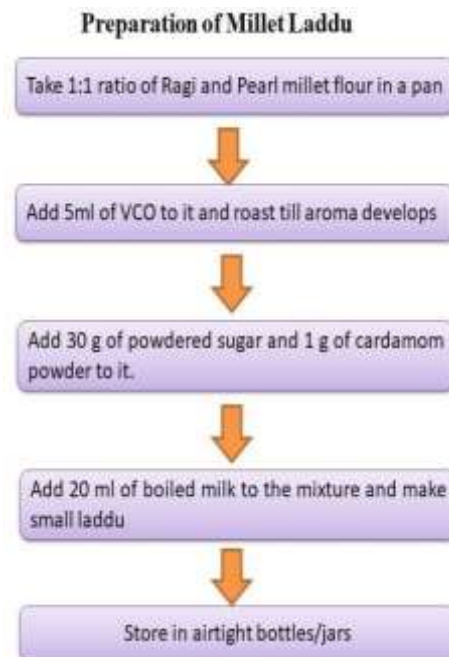 Preparation of Millet Laddu
Take 1:1 ratio of Ragi and Pearl millet flour in a pan
Add 5ml of VCO to it and roast till aroma develops
Add 30 g of powdered sugar and 1 g of cardamom
powder to it.
Add 20 ml of boiled milk to the mixture and make
small laddu
Store in airtight bottles/jars